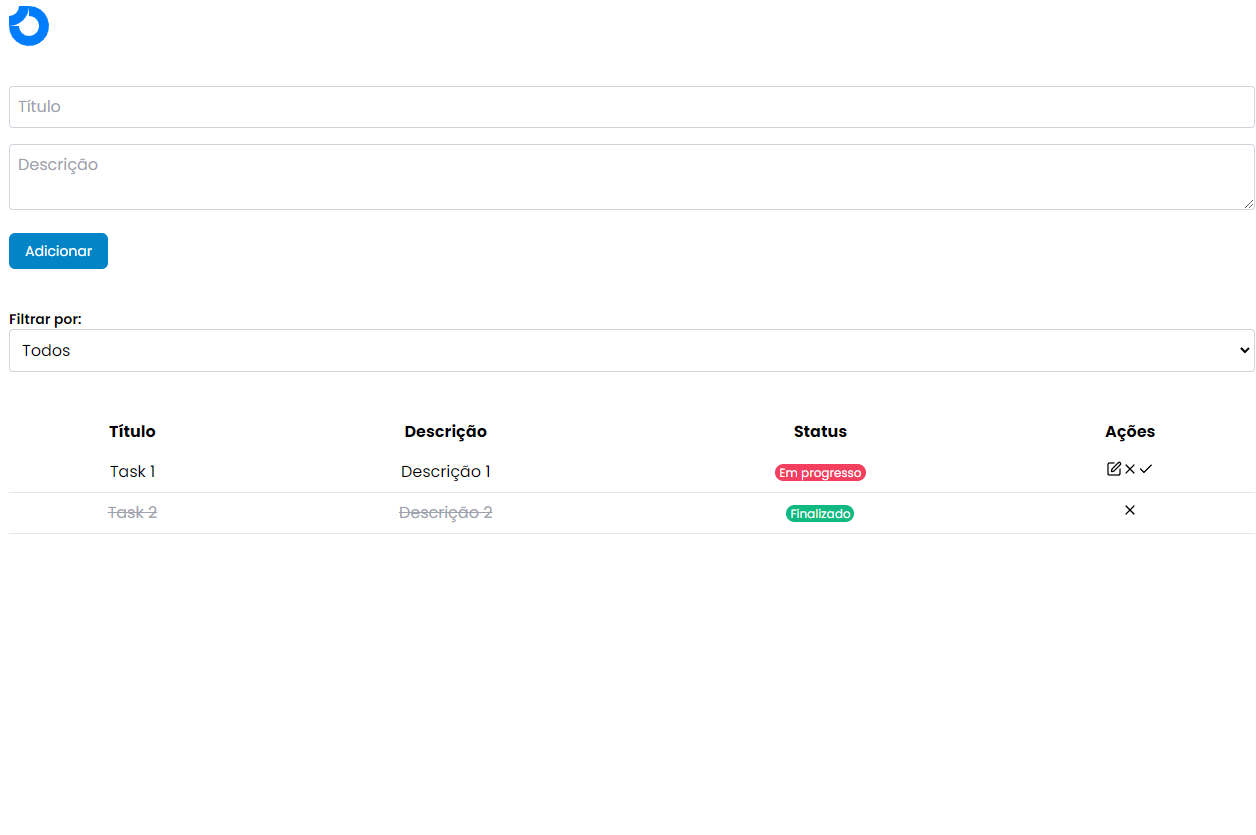 Título
Descrição
Adicionar
Filtrar por:
Todos
Título Descrição Status Ações
Task 1 Descrição 1 Em progresso
Task 2 Descrição 2 Finalizado